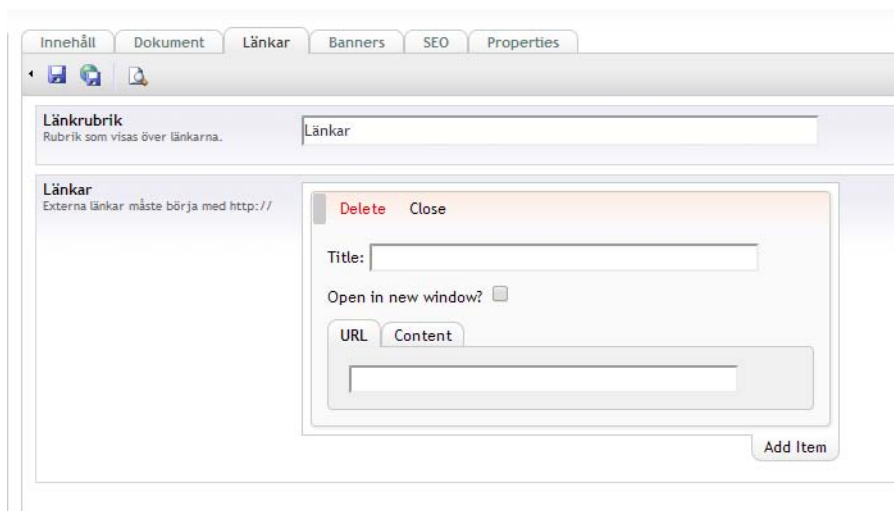 Innehåll Dokument Länkar Banners SEO Properties
Länkrubrik
Rubrik som visas över länkarna.
Länkar
Länkar
Externa länkar måste börja med http://
Delete Close
Title:
Open in new window?
URL Content
Add Item